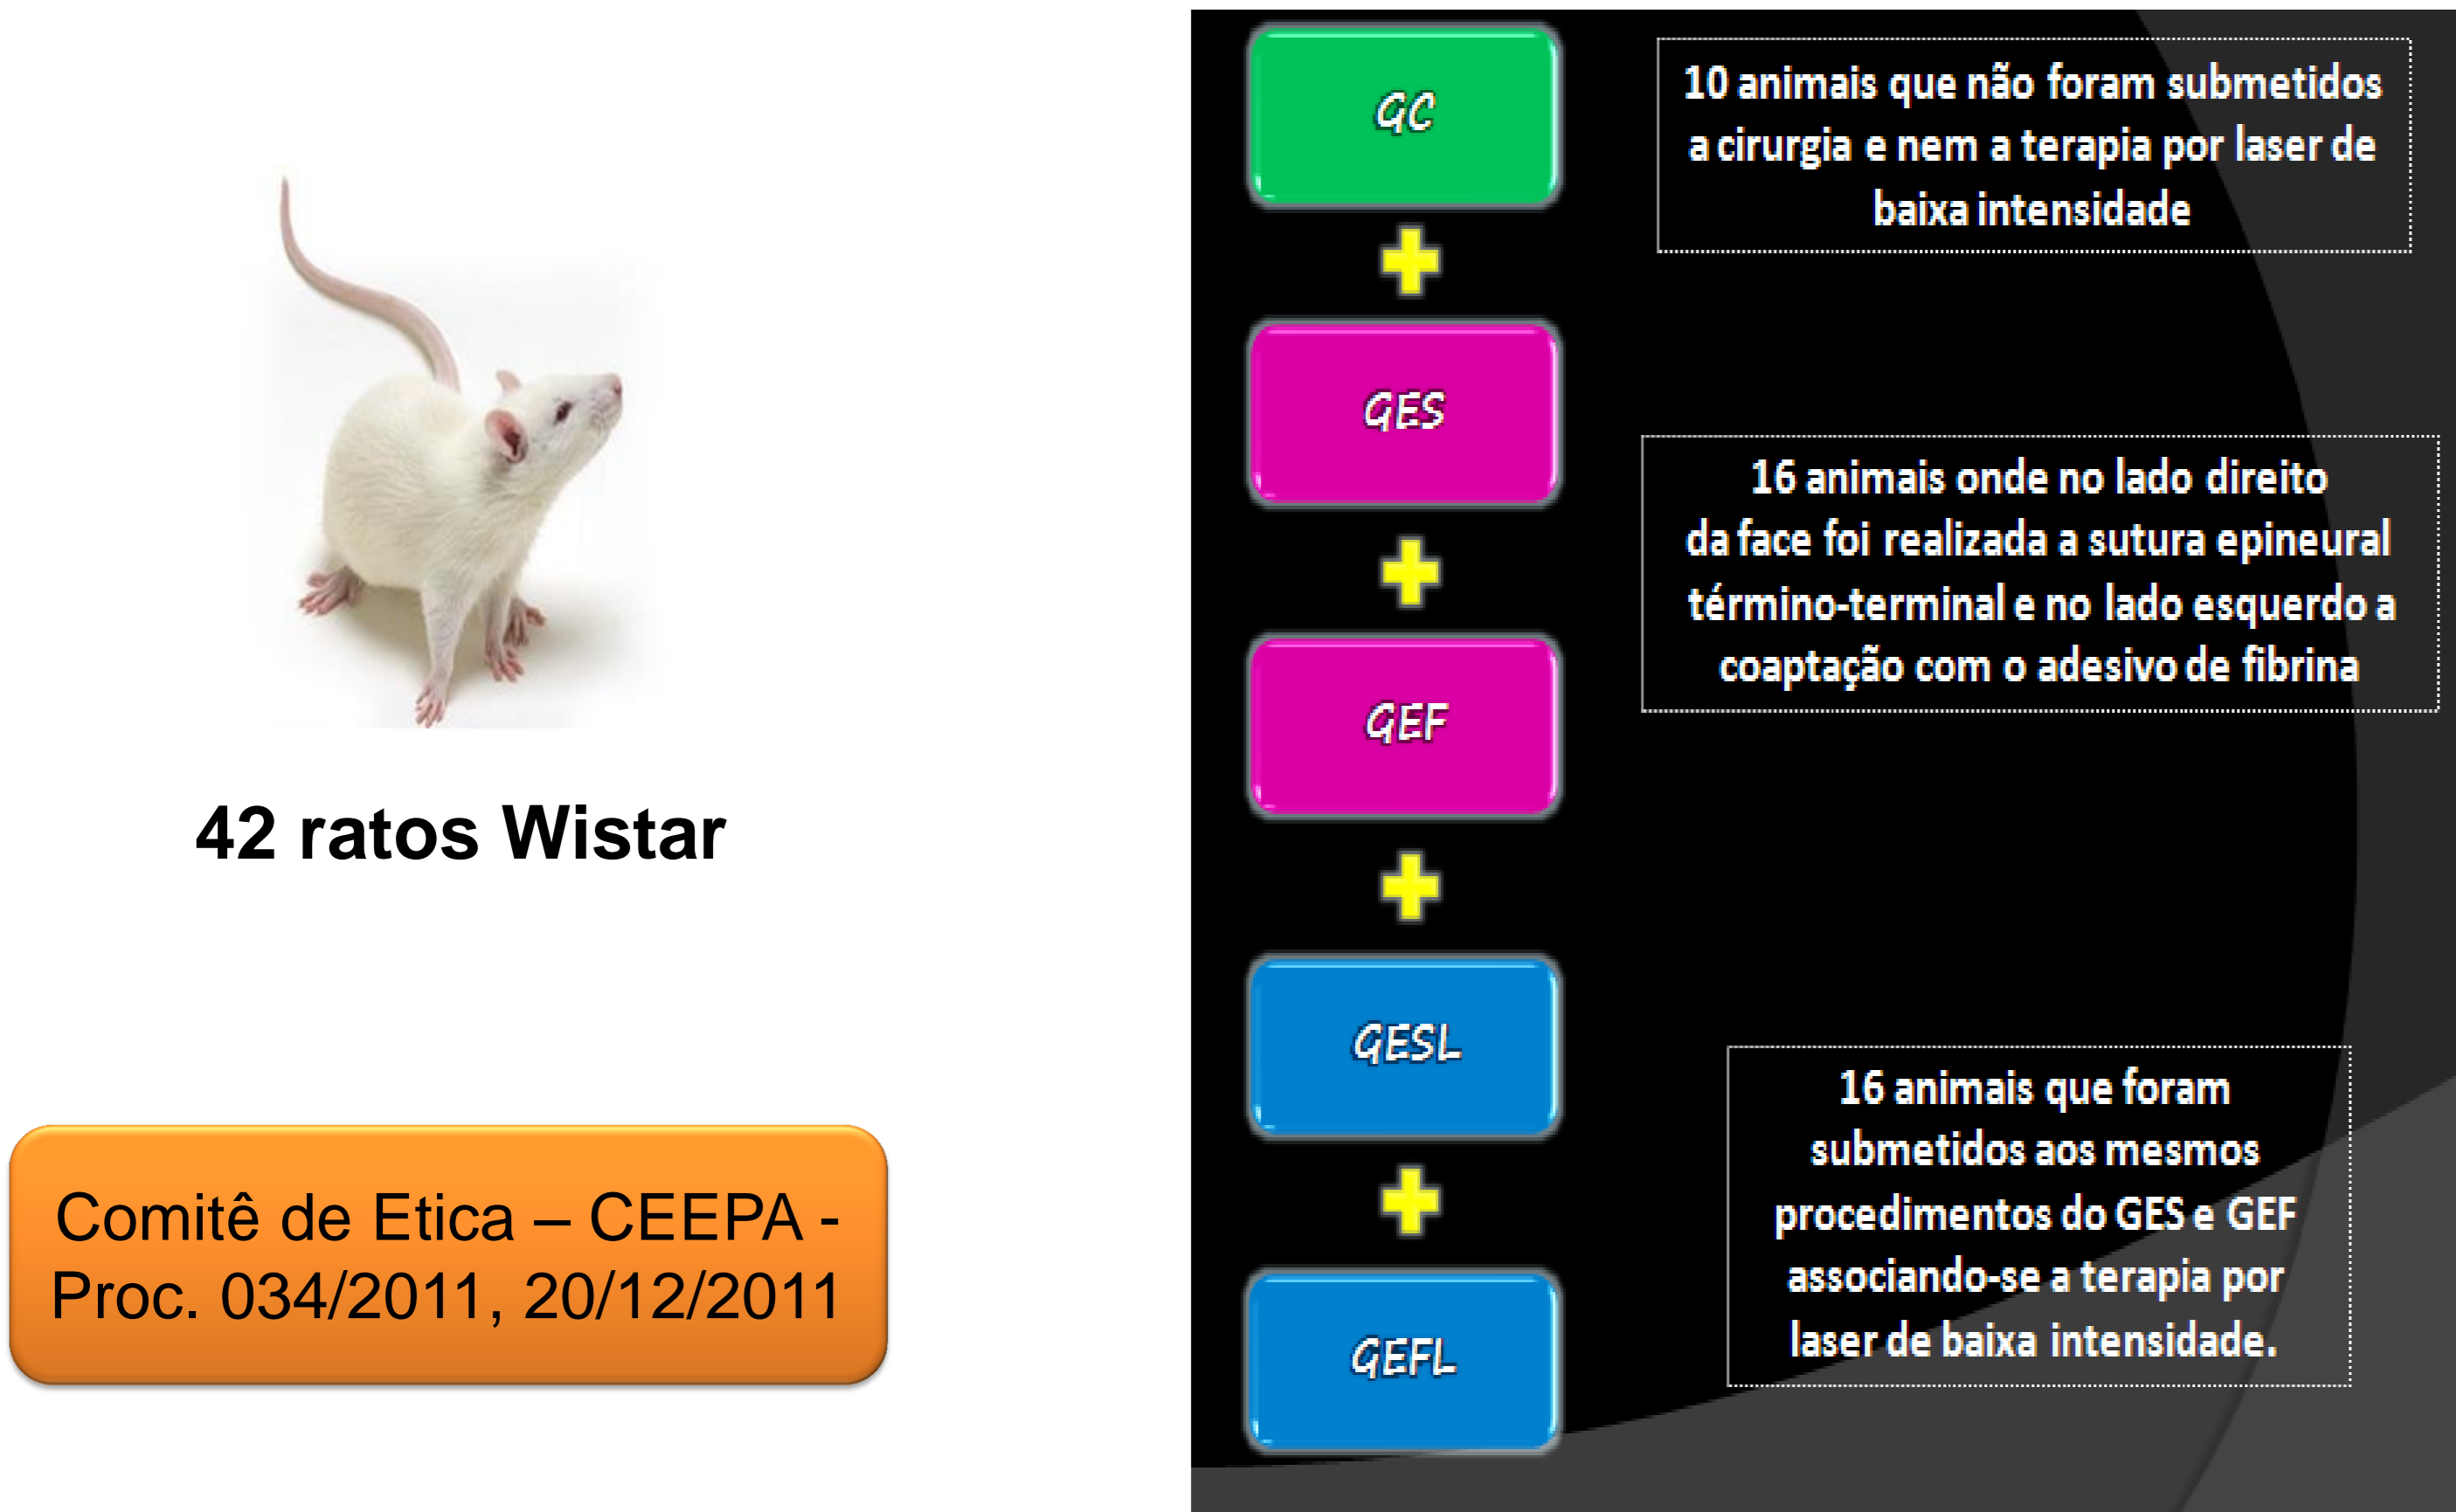 42 ratos Wistar
Comitê de Etica – CEEPA -
Proc. 034/2011, 20/12/2011
GC
10 animais que não foram submetidos
a cirurgia e nem a terapia por laser de
baixa intensidade
GES
16 animais onde no lado direito
da face foi realizada a sutura epineural
término-terminal e no lado esquerdo a
coaptação com o adesivo de fibrina
GEF
GESL
16 animais que foram
submetidos aos mesmos
procedimentos do GES e GEF
associando-se a terapia por
laser de baixa intensidade.
GEFL